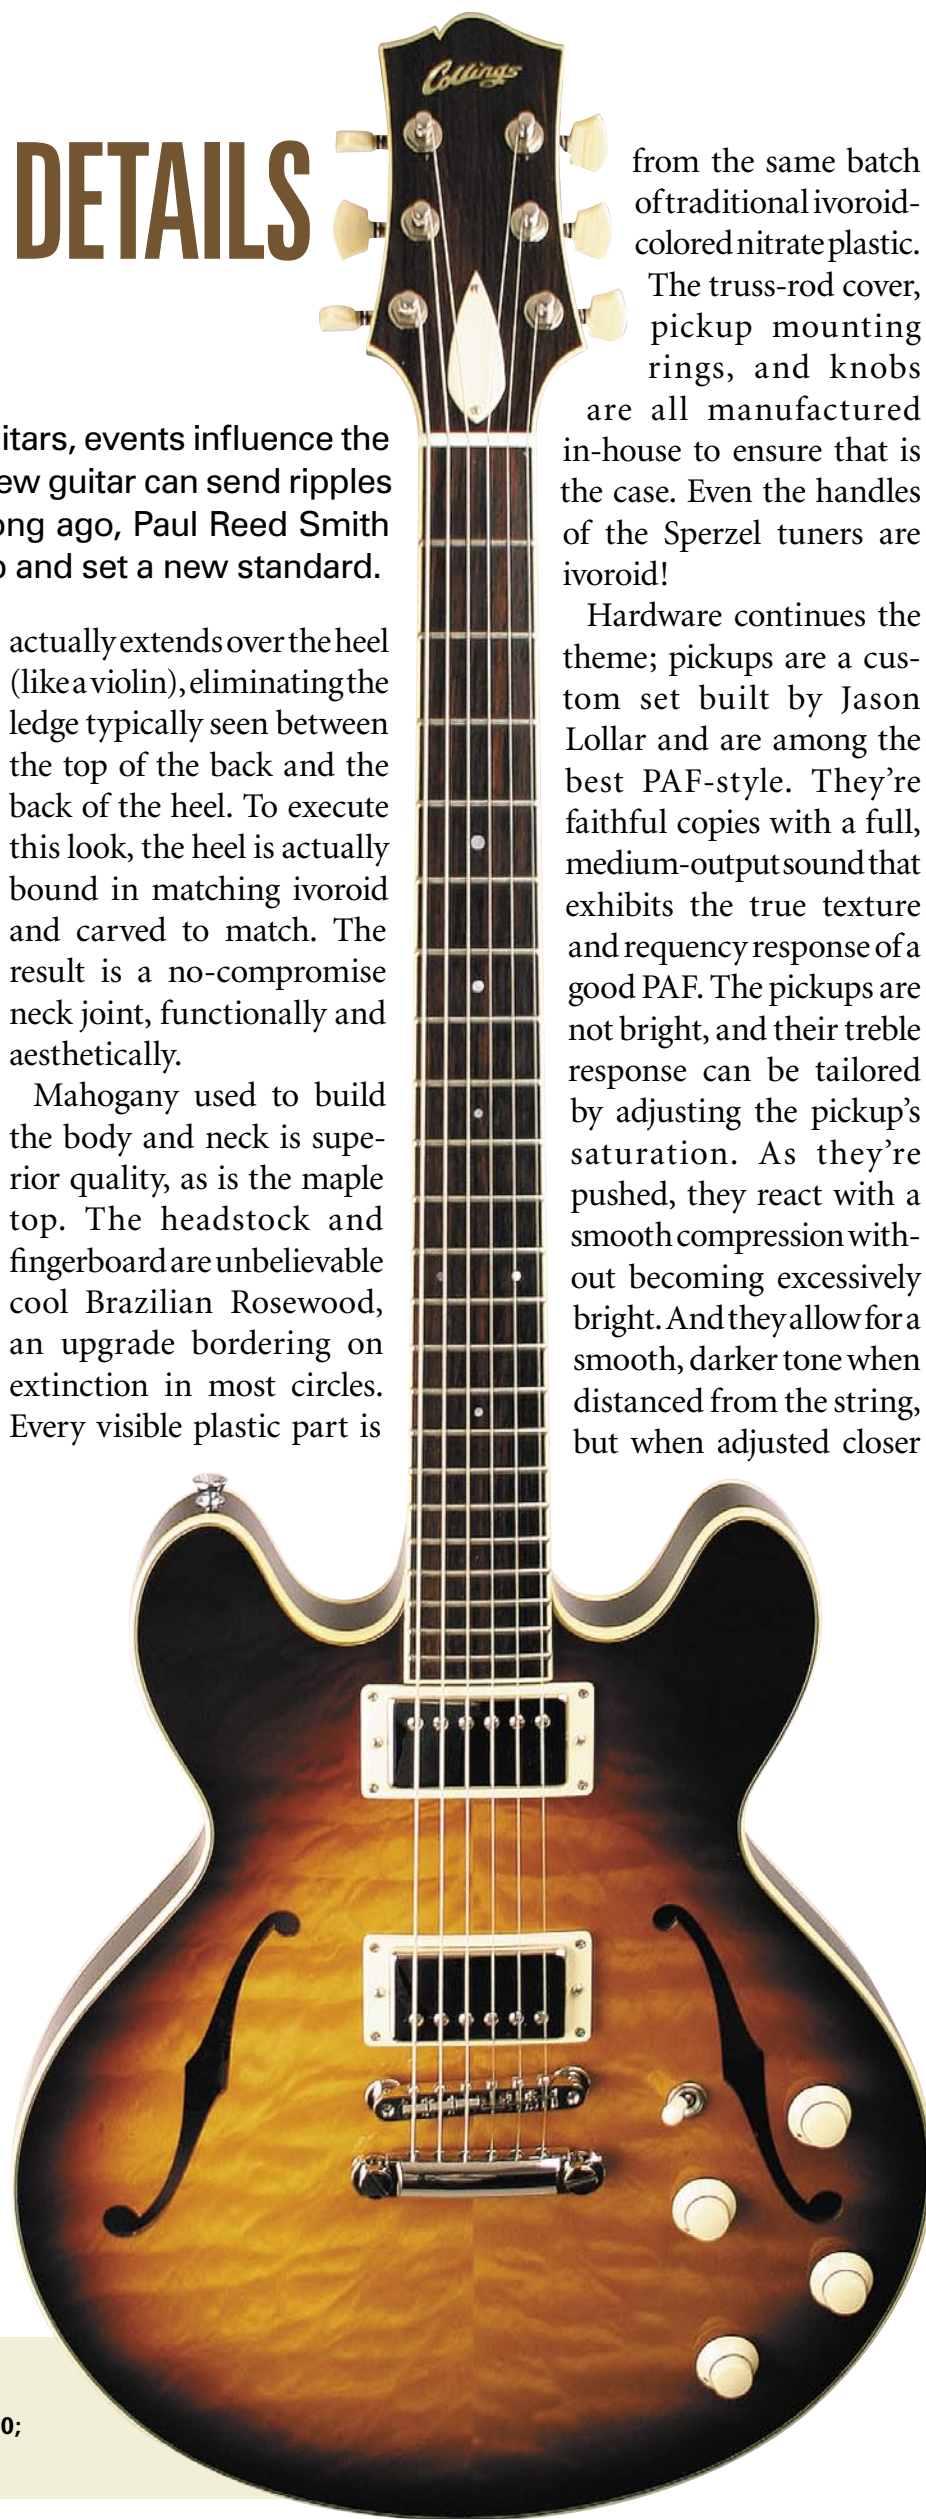 Collings
DETAILS
itars, events influence the
ew guitar can send ripples
ong ago, Paul Reed Smith
and set a new standard.
actually extends over the heel
(like a violin), eliminating the
ledge typically seen between
the top of the back and the
back of the heel. To execute
this look, the heel is actually
bound in matching ivoroid
and carved to match. The
result is a no-compromise
neck joint, functionally and
aesthetically.
Mahogany used to build
the body and neck is supe-
rior quality, as is the maple
top. The headstock and
fingerboard are unbelievable
cool Brazilian Rosewood,
an upgrade bordering on
extinction in most circles.
Every visible plastic part is
from the same batch
of traditional ivoroid-
colored nitrate plastic.
The truss-rod cover,
pickup mounting
rings, and knobs
are all manufactured
in-house to ensure that is
the case. Even the handles
of the Sperzel tuners are
ivoroid!
Hardware continues the
theme; pickups are a cus-
tom set built by Jason
Lollar and are among the
best PAF-style. They're
faithful copies with a full,
medium-output sound that
exhibits the true texture
and requency response of a
good PAF. The pickups are
not bright, and their treble
response can be tailored
by adjusting the pickup's
saturation. As they're
pushed, they react with a
smooth compression with-
out becoming excessively
bright. And they allow for a
smooth, darker tone when
distanced from the string,
but when adjusted closer
0;